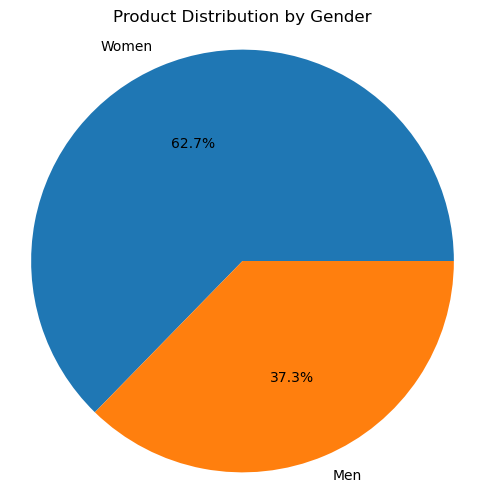 Product Distribution by Gender
Women
62.7%
37.3%
Men